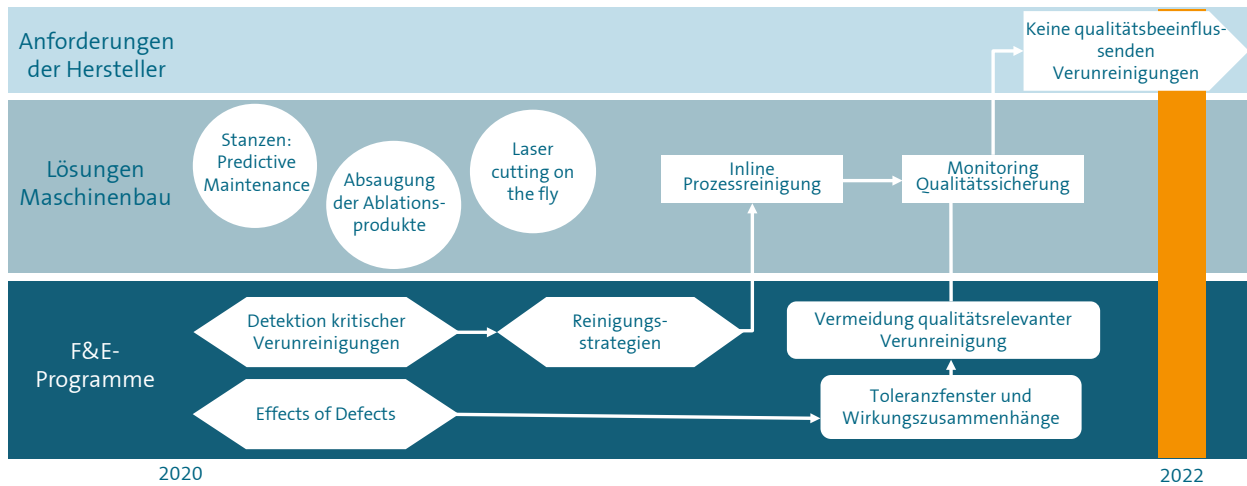 Anforderungen
der Hersteller
Keine qualitätsbeeinflus-
senden
Verunreinigungen
Lösungen
Maschinenbau
Stanzen:
Predictive
Maintenance
Absaugung
der Ablations-
produkte
Laser
cutting on
the fly
Inline
Prozessreinigung
Monitoring
Qualitätssicherung
F&E-
Programme
Detektion kritischer
Verunreinigungen
Reinigungs-
strategien
Vermeidung qualitätsrelevanter
Verunreinigung
Effects of Defects
Toleranzfenster und
Wirkungszusammenhänge
2020
2022